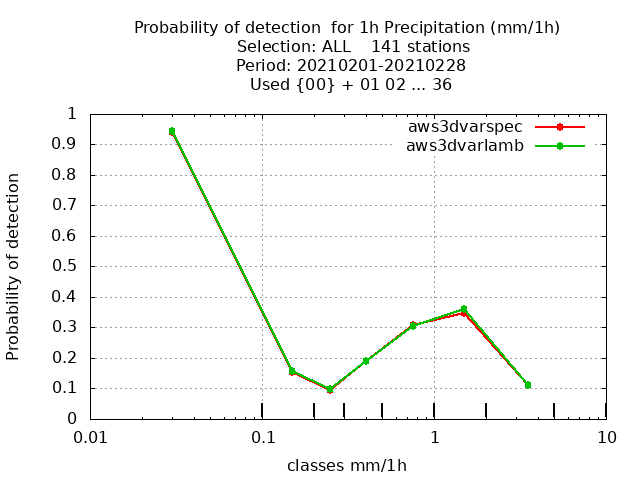 Probability of detection  for 1h Precipitation (mm/1h)
Selection: ALL    141 stations
Period: 20210201-20210228
Used {00} + 01 02 ... 36
aws3dvarspec
aws3dvarlamb
Probability of detection
1
0.9
0.8
0.7
0.6
0.5
0.4
0.3
0.2
0.1
0
0.01 0.1 1 10
classes mm/1h